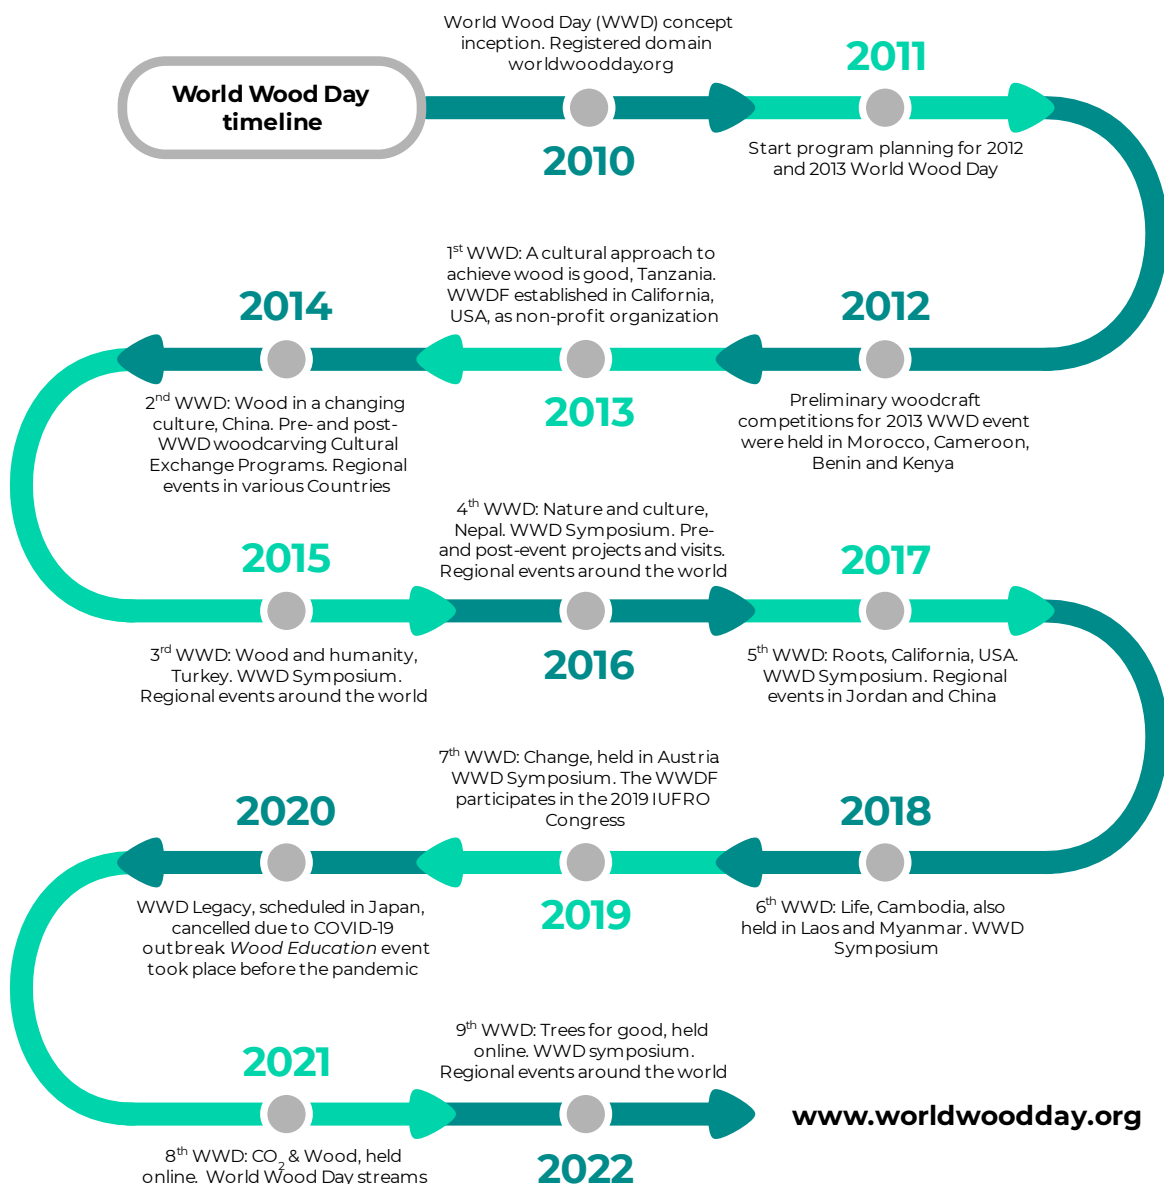 World Wood Day
timeline
World Wood Day (WWD) concept
inception. Registered domain
worldwoodday.org
2010
2011
Start program planning for 2012
and 2013 World Wood Day
2012
Preliminary woodcraft
competitions for 2013 WWD event
were held in Morocco, Cameroon,
Benin and Kenya
1st WWD: A cultural approach to
achieve wood is good, Tanzania.
WWDF established in California,
USA, as non-profit organization
2013
2014
2nd WWD: Wood in a changing
culture, China. Pre- and post-
WWD woodcarving Cultural
Exchange Programs. Regional
events in various Countries
2015
3rd WWD: Wood and humanity,
Turkey. WWD Symposium.
Regional events around the world
4th WWD: Nature and culture,
Nepal. WWD Symposium. Pre-
and post-event projects and visits.
Regional events around the world
2016
2017
5th WWD: Roots, California, USA.
WWD Symposium. Regional
events in Jordan and China
2018
6th WWD: Life, Cambodia, also
held in Laos and Myanmar. WWD
Symposium
7th WWD: Change, held in Austria
WWD Symposium. The WWDF
participates in the 2019 IUFRO
Congress
2019
2020
WWD Legacy, scheduled in Japan,
cancelled due to COVID-19
outbreak Wood Education event
took place before the pandemic
2021
8th WWD: CO2 & Wood, held
online. World Wood Day streams
9th WWD: Trees for good, held
online. WWD symposium.
Regional events around the world
2022
www.worldwoodday.org